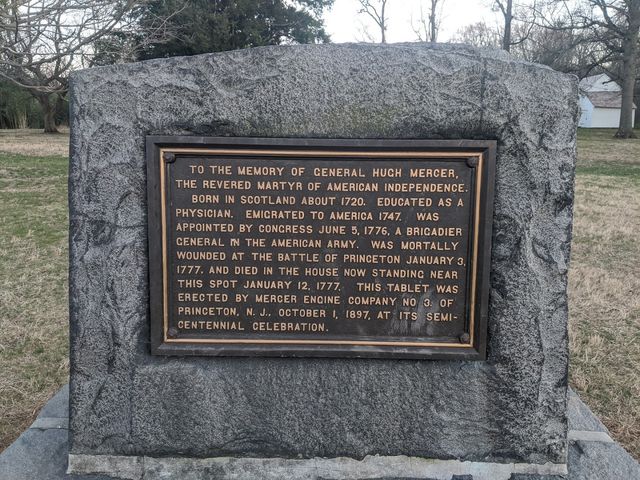 TO THE MEMORY OF GENERAL HUGH MERCER,
THE REVERED MARTYR OF AMERICAN INDEPENDENCE.
BORN IN SCOTLAND ABOUT 1720. EDUCATED AS A
PHYSICIAN. EMIGRATED TO AMERICA 1747. WAS
APPOINTED BY CONGRESS JUNE 5, 1776, A BRIGADIER
GENERAL IN THE AMERICAN ARMY. WAS MORTALLY
WOUNDED AT THE BATTLE OF PRINCETON JANUARY 3,
1777. AND DIED IN THE HOUSE NOW STANDING NEAR
THIS SPOT JANUARY 12, 1777. THIS TABLET WAS
ERECTED BY MERCER ENGINE COMPANY NO 3. OF
PRINCETON, N. J., OCTOBER 1, 1897, AT ITS SEMI-
CENTENNIAL CELEBRATION.